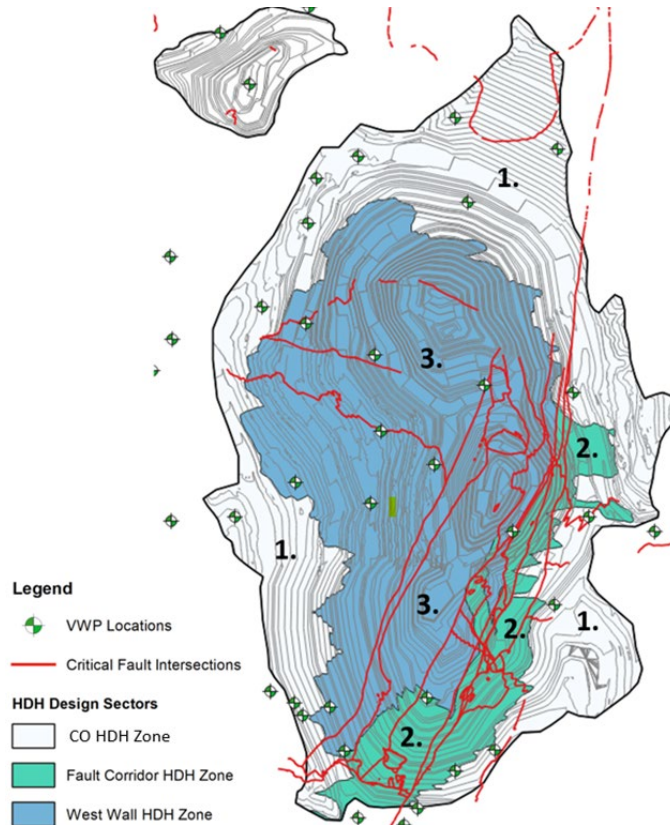 1.
3.
2.
1.
3.
2.
1.
2.
Legend
VWP Locations
Critical Fault Intersections
HDH Design Sectors
CO HDH Zone
Fault Corridor HDH Zone
West Wall HDH Zone